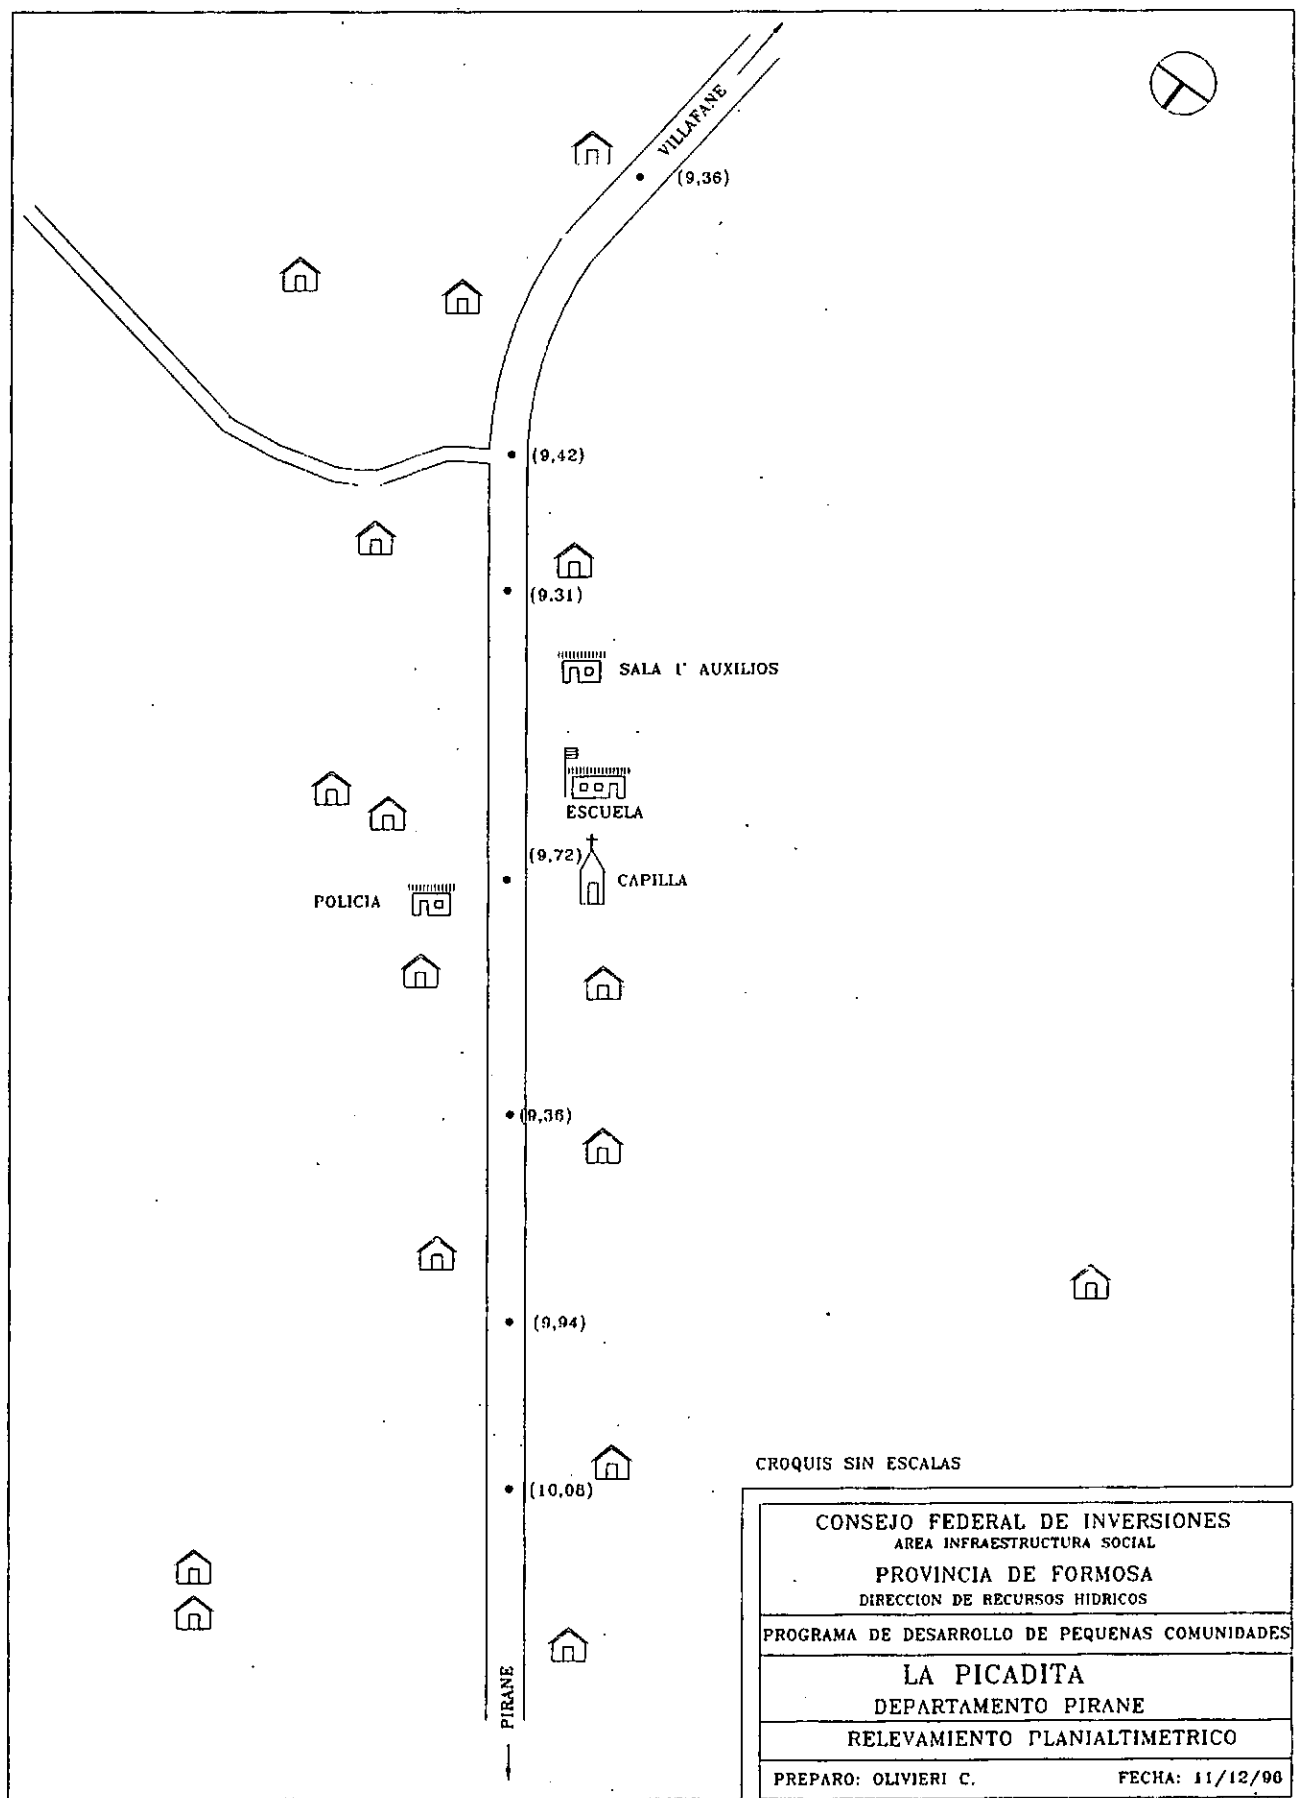 VILLAFANE
(9,36)
(9,42)
(9.31)
SALA 1' AUXILIOS
ESCUELA
(9,72)
CAPILLA
POLICIA
(9,36)
(9,94)
(10,08)
PIRANE
CROQUIS SIN ESCALAS
CONSEJO FEDERAL DE INVERSIONES
AREA INFRAESTRUCTURA SOCIAL
PROVINCIA DE FORMOSA
DIRECCION DE RECURSOS HIDRICOS
PROGRAMA DE DESARROLLO DE PEQUENAS COMUNIDADES
LA PICADITA
DEPARTAMENTO PIRANE
RELEVAMIENTO PLANIALTIMETRICO
PREPARO: OLIVIERI C. FECHA: 11/12/96